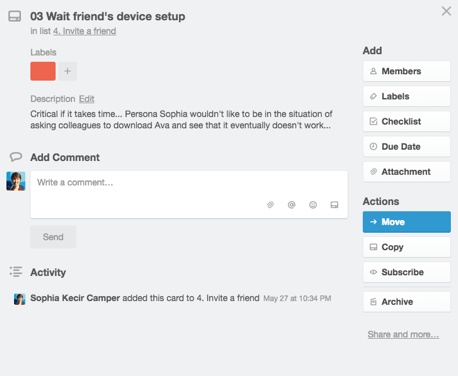 03 Wait friend's device setup
in list 4. Invite a friend
Labels
+
Description Edit
Critical if it takes time... Persona Sophia wouldn't like to be in the situation of
asking colleagues to download Ava and see that it eventually doesn't work...
Add Comment
Write a comment…
@
Send
Activity
Sophia Kecir Camper added this card to 4. Invite a friend May 27 at 10:34 PM
Add
Members
Labels
Checklist
Due Date
Attachment
Actions
Move
Copy
Subscribe
Archive
Share and more…